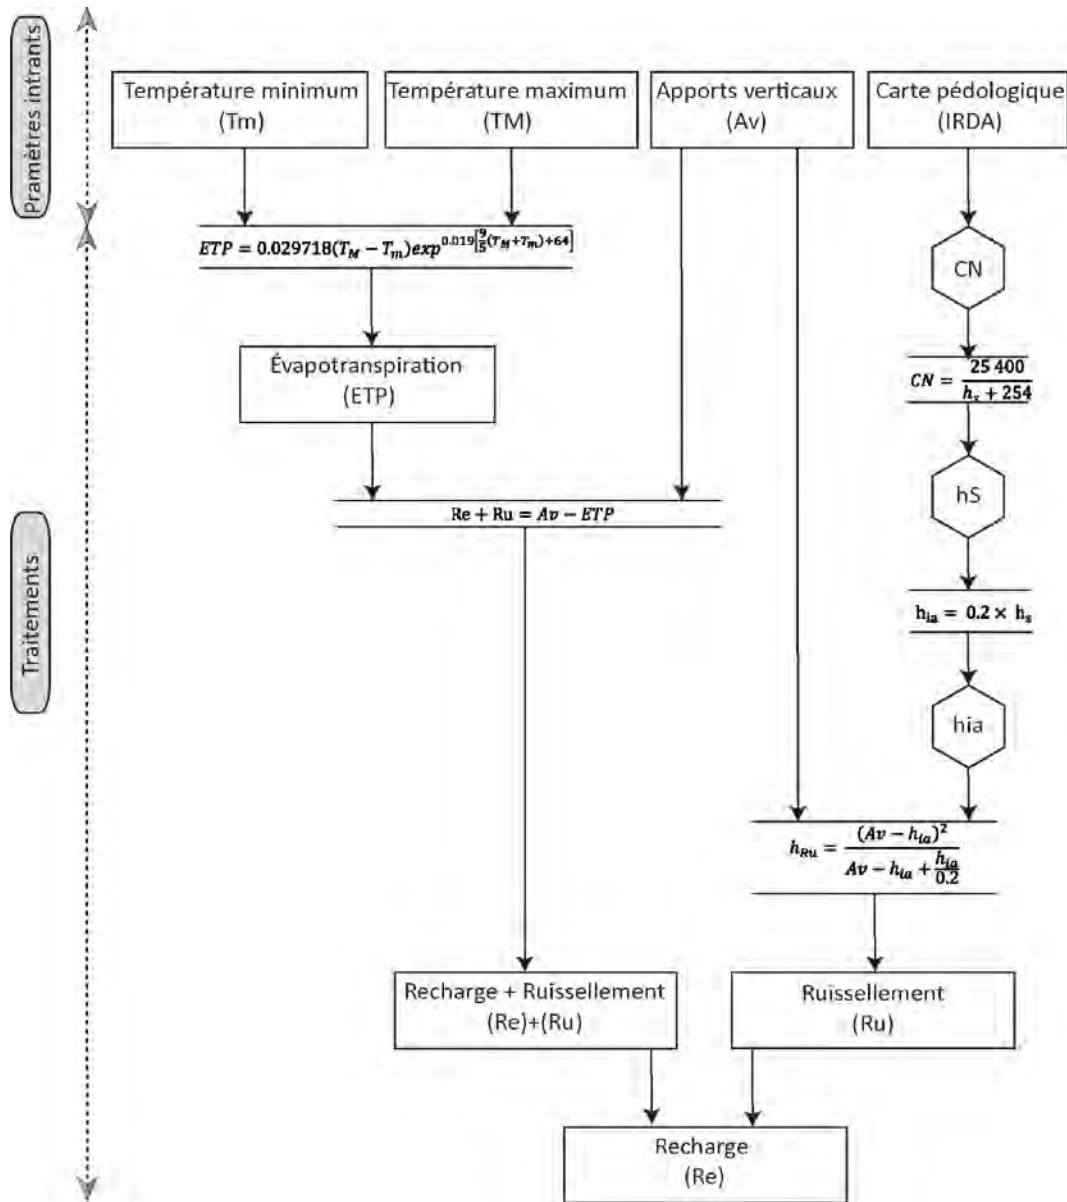 Pramètres intrants
Température minimum
(Tm)
Température maximum
(TM)
Apports verticaux
(Av)
Carte pédologique
(IRDA)
ETP = 0.029718(T_M − T_m)exp^0.019[9/5(T_M+T_m)+64]
CN
Évapotranspiration
(ETP)
CN = 25 400 / h_s + 254
hS
Re + Ru = Av − ETP
Traitements
h_ia = 0.2 × h_s
hia
h_Ru = (Av − h_ia)² / Av − h_ia + h_ia/0.2
Recharge + Ruissellement
(Re)+(Ru)
Ruissellement
(Ru)
Recharge
(Re)